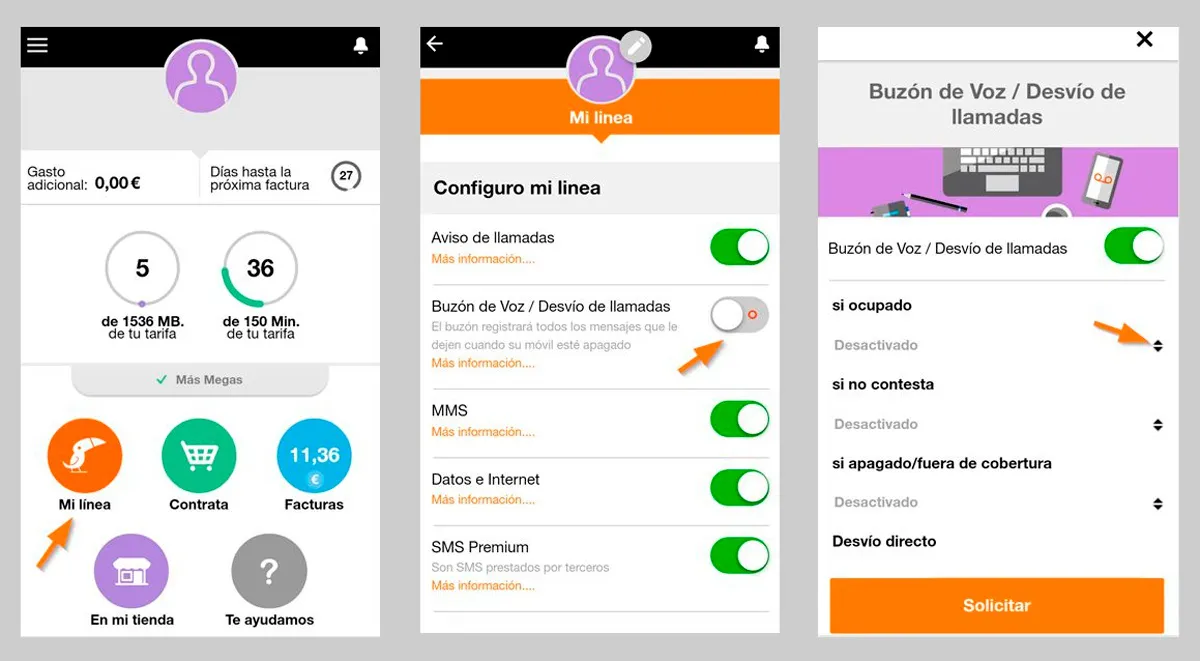 Gasto
adicional: 0,00 €
Días hasta la
próxima factura
27
5
de 1536 MB.
de tu tarifa
36
de 150 Min.
de tu tarifa
Más Megas
Mi línea
Contrata
11,36
€
Facturas
En mi tienda
?
Te ayudamos
Mi linea
Configuro mi linea
Aviso de llamadas
Más información....
Buzón de Voz / Desvío de llamadas
El buzón registrará todos los mensajes que le
dejen cuando su móvil esté apagado
Más información....
MMS
Más información....
Datos e Internet
Más información....
SMS Premium
Son SMS prestados por terceros
Más información....
Buzón de Voz / Desvío de
llamadas
Buzón de Voz / Desvío de llamadas
si ocupado
Desactivado
si no contesta
Desactivado
si apagado/fuera de cobertura
Desactivado
Desvío directo
Solicitar